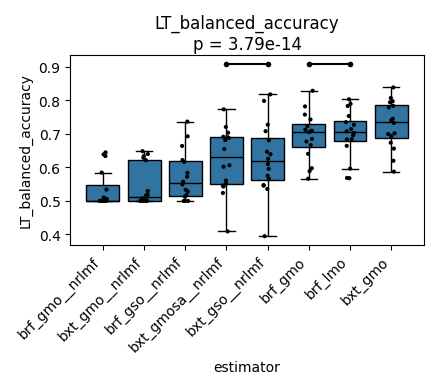 LT_balanced_accuracy
p = 3.79e-14
LT_balanced_accuracy
0.9
0.8
0.7
0.6
0.5
0.4
brf_gmo__nrlmf
bxt_gmo__nrlmf
brf_gso__nrlmf
bxt_gmosa__nrlmf
bxt_gso__nrlmf
brf_gmo
brf_lmo
bxt_gmo
estimator